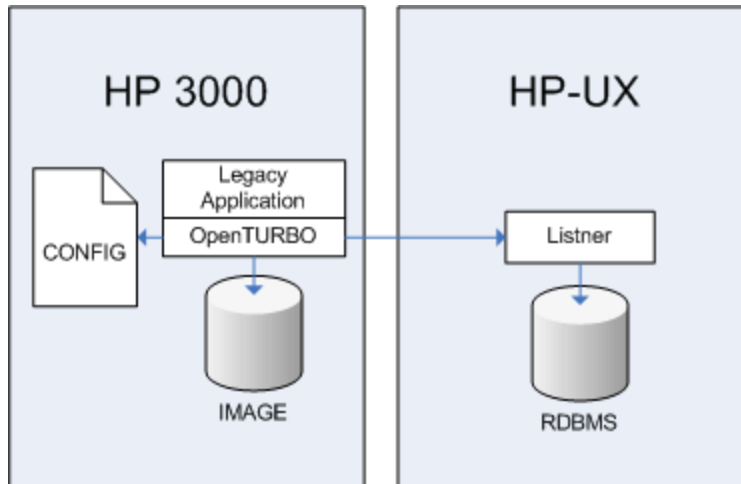 HP 3000
HP-UX
Legacy
Application
OpenTURBO
CONFIG
IMAGE
Listner
RDBMS